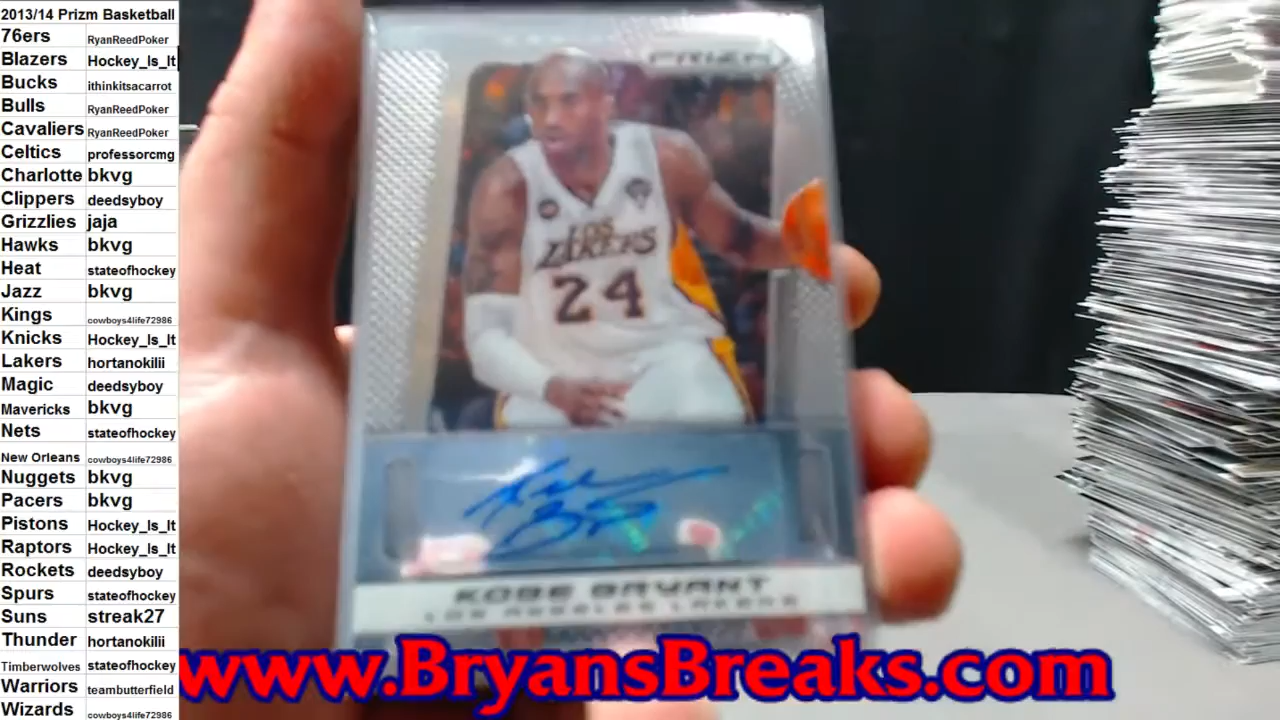 2013/14 Prizm Basketball
76ers RyanReedPoker
Blazers Hockey_Is_It
Bucks ithinkitsacarrot
Bulls RyanReedPoker
Cavaliers RyanReedPoker
Celtics professorcmg
Charlotte bkvg
Clippers deedsyboy
Grizzlies jaja
Hawks bkvg
Heat stateofhockey
Jazz bkvg
Kings cowboys4life72986
Knicks Hockey_Is_It
Lakers hortanokilii
Magic deedsyboy
Mavericks bkvg
Nets stateofhockey
New Orleans cowboys4life72986
Nuggets bkvg
Pacers bkvg
Pistons Hockey_Is_It
Raptors Hockey_Is_It
Rockets deedsyboy
Spurs stateofhockey
Suns streak27
Thunder hortanokilii
Timberwolves stateofhockey
Warriors teambutterfield
Wizards cowboys4life72986
PRIZM
LOS
LAKERS
24
KOBE BRYANT
LOS ANGELES LAKERS
www.BryansBreaks.com